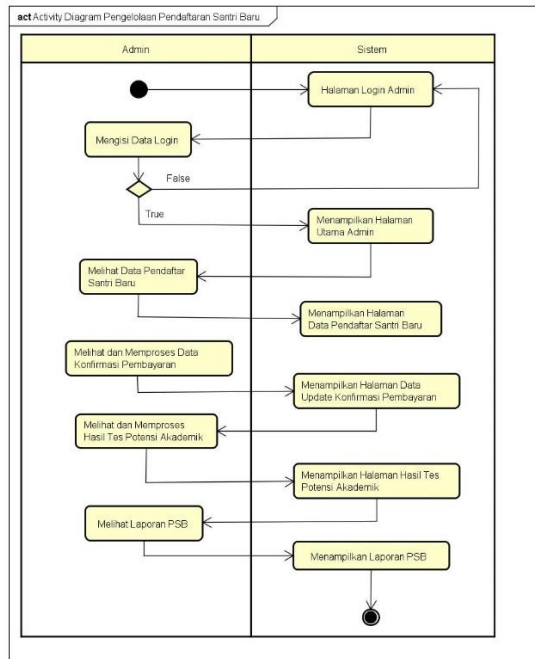 act Activity Diagram Pengelolaan Pendaftaran Santri Baru
Admin
Sistem
Halaman Login Admin
Mengisi Data Login
False
True
Menampilkan Halaman
Utama Admin
Melihat Data Pendaftar
Santri Baru
Menampilkan Halaman
Data Pendaftar Santri Baru
Melihat dan Memproses Data
Konfirmasi Pembayaran
Menampilkan Halaman Data
Update Konfirmasi Pembayaran
Melihat dan Memproses
Hasil Tes Potensi Akademik
Menampilkan Halaman Hasil Tes
Potensi Akademik
Melihat Laporan PSB
Menampilkan Laporan PSB